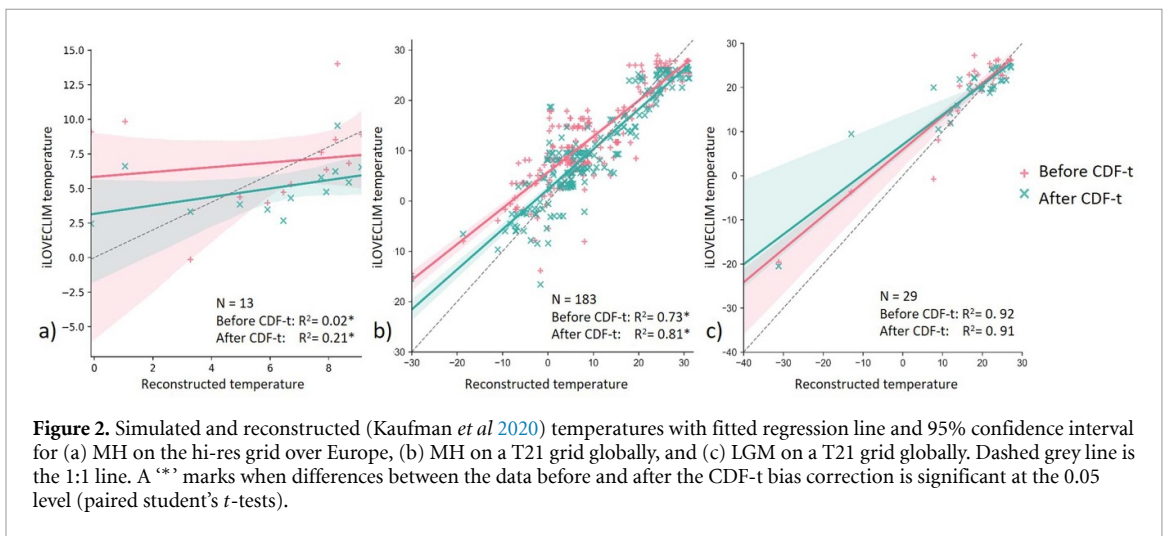 15.0
12.5
10.0
7.5
5.0
2.5
0.0
−2.5
−5.0
iLOVECLIM temperature
0 2 4 6 8
Reconstructed temperature
a)
N = 13
Before CDF-t: R²= 0.02*
After CDF-t: R²= 0.21*
30
20
10
0
10
20
30
iLOVECLIM temperature
−30 −20 −10 0 10 20 30
Reconstructed temperature
b)
N = 183
Before CDF-t: R²= 0.73*
After CDF-t: R²= 0.81*
30
20
10
0
−10
−20
−30
−40
iLOVECLIM temperature
−40 −30 −20 −10 0 10 20 30
Reconstructed temperature
c)
N = 29
Before CDF-t: R²= 0. 92
After CDF-t: R²= 0. 91
Before CDF-t
After CDF-t
Figure 2. Simulated and reconstructed (Kaufman et al 2020) temperatures with fitted regression line and 95% confidence interval
for (a) MH on the hi-res grid over Europe, (b) MH on a T21 grid globally, and (c) LGM on a T21 grid globally. Dashed grey line is
the 1:1 line. A ‘*’ marks when differences between the data before and after the CDF-t bias correction is significant at the 0.05
level (paired student’s t-tests).